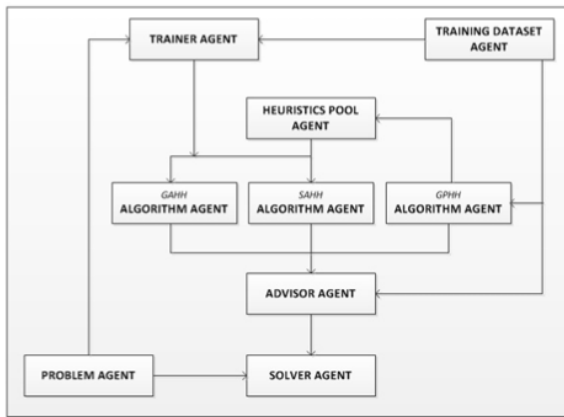 TRAINER AGENT
TRAINING DATASET
AGENT
HEURISTICS POOL
AGENT
GAHH
ALGORITHM AGENT
SAHH
ALGORITHM AGENT
GPHH
ALGORITHM AGENT
ADVISOR AGENT
PROBLEM AGENT
SOLVER AGENT